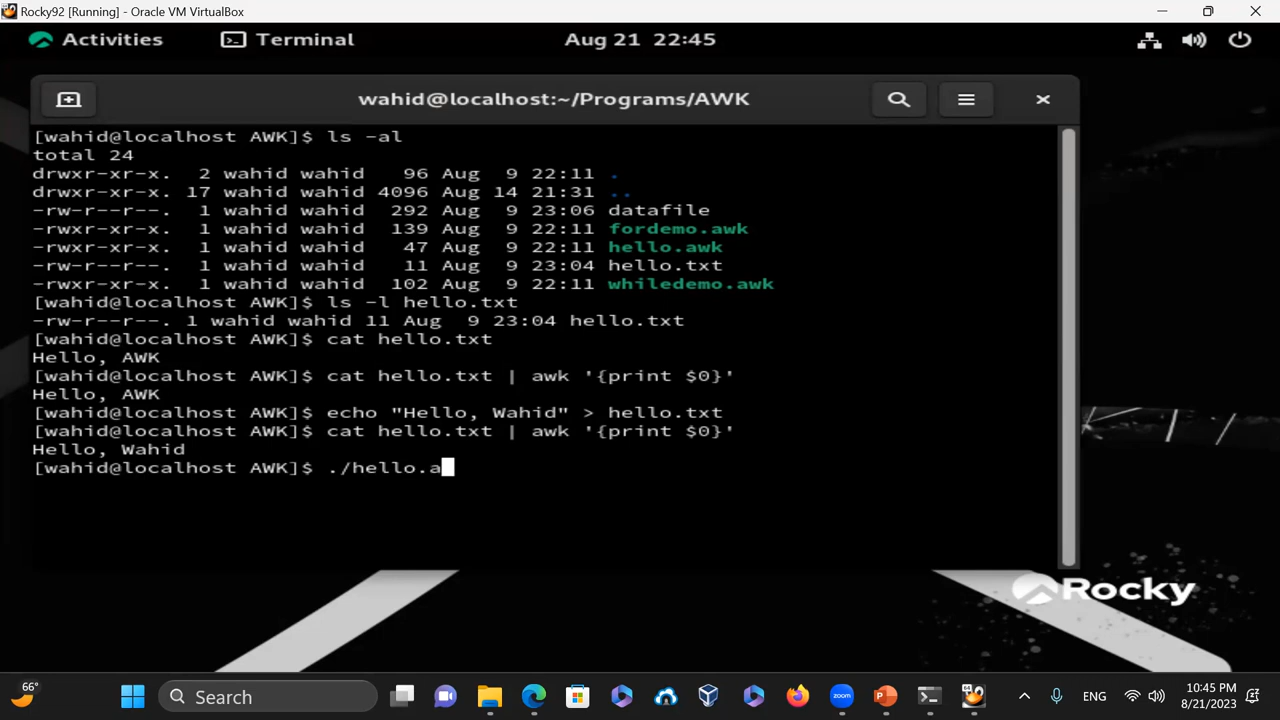 Rocky92 [Running] - Oracle VM VirtualBox
Activities Terminal Aug 21 22:45
wahid@localhost:~/Programs/AWK
[wahid@localhost AWK]$ ls -al
total 24
drwxr-xr-x. 2 wahid wahid 96 Aug 9 22:11 .
drwxr-xr-x. 17 wahid wahid 4096 Aug 14 21:31 ..
-rw-r--r--. 1 wahid wahid 292 Aug 9 23:06 datafile
-rwxr-xr-x. 1 wahid wahid 139 Aug 9 22:11 fordemo.awk
-rwxr-xr-x. 1 wahid wahid 47 Aug 9 22:11 hello.awk
-rw-r--r--. 1 wahid wahid 11 Aug 9 23:04 hello.txt
-rwxr-xr-x. 1 wahid wahid 102 Aug 9 22:11 whiledemo.awk
[wahid@localhost AWK]$ ls -l hello.txt
-rw-r--r--. 1 wahid wahid 11 Aug 9 23:04 hello.txt
[wahid@localhost AWK]$ cat hello.txt
Hello, AWK
[wahid@localhost AWK]$ cat hello.txt | awk '{print $0}'
Hello, AWK
[wahid@localhost AWK]$ echo "Hello, Wahid" > hello.txt
[wahid@localhost AWK]$ cat hello.txt | awk '{print $0}'
Hello, Wahid
[wahid@localhost AWK]$ ./hello.a
Rocky
66° Search zoom P ENG 10:45 PM
8/21/2023